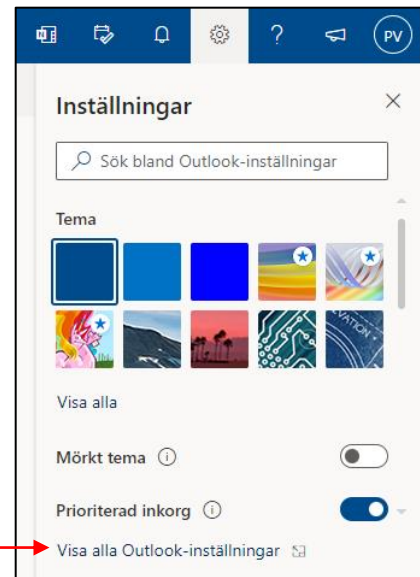 PV
Inställningar
Sök bland Outlook-inställningar
Tema
Visa alla
Mörkt tema
Prioriterad inkorg
Visa alla Outlook-inställningar